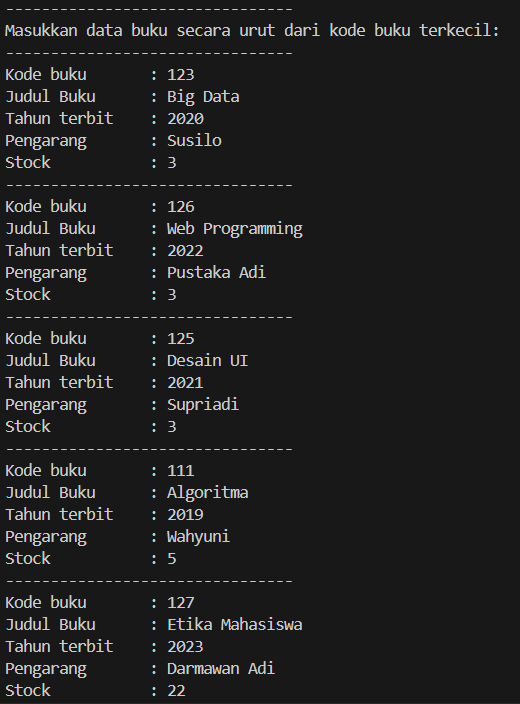 --------------------------------
Masukkan data buku secara urut dari kode buku terkecil:
--------------------------------
Kode buku       : 123
Judul Buku      : Big Data
Tahun terbit    : 2020
Pengarang       : Susilo
Stock           : 3
--------------------------------
Kode buku       : 126
Judul Buku      : Web Programming
Tahun terbit    : 2022
Pengarang       : Pustaka Adi
Stock           : 3
--------------------------------
Kode buku       : 125
Judul Buku      : Desain UI
Tahun terbit    : 2021
Pengarang       : Supriadi
Stock           : 3
--------------------------------
Kode buku       : 111
Judul Buku      : Algoritma
Tahun terbit    : 2019
Pengarang       : Wahyuni
Stock           : 5
--------------------------------
Kode buku       : 127
Judul Buku      : Etika Mahasiswa
Tahun terbit    : 2023
Pengarang       : Darmawan Adi
Stock           : 22